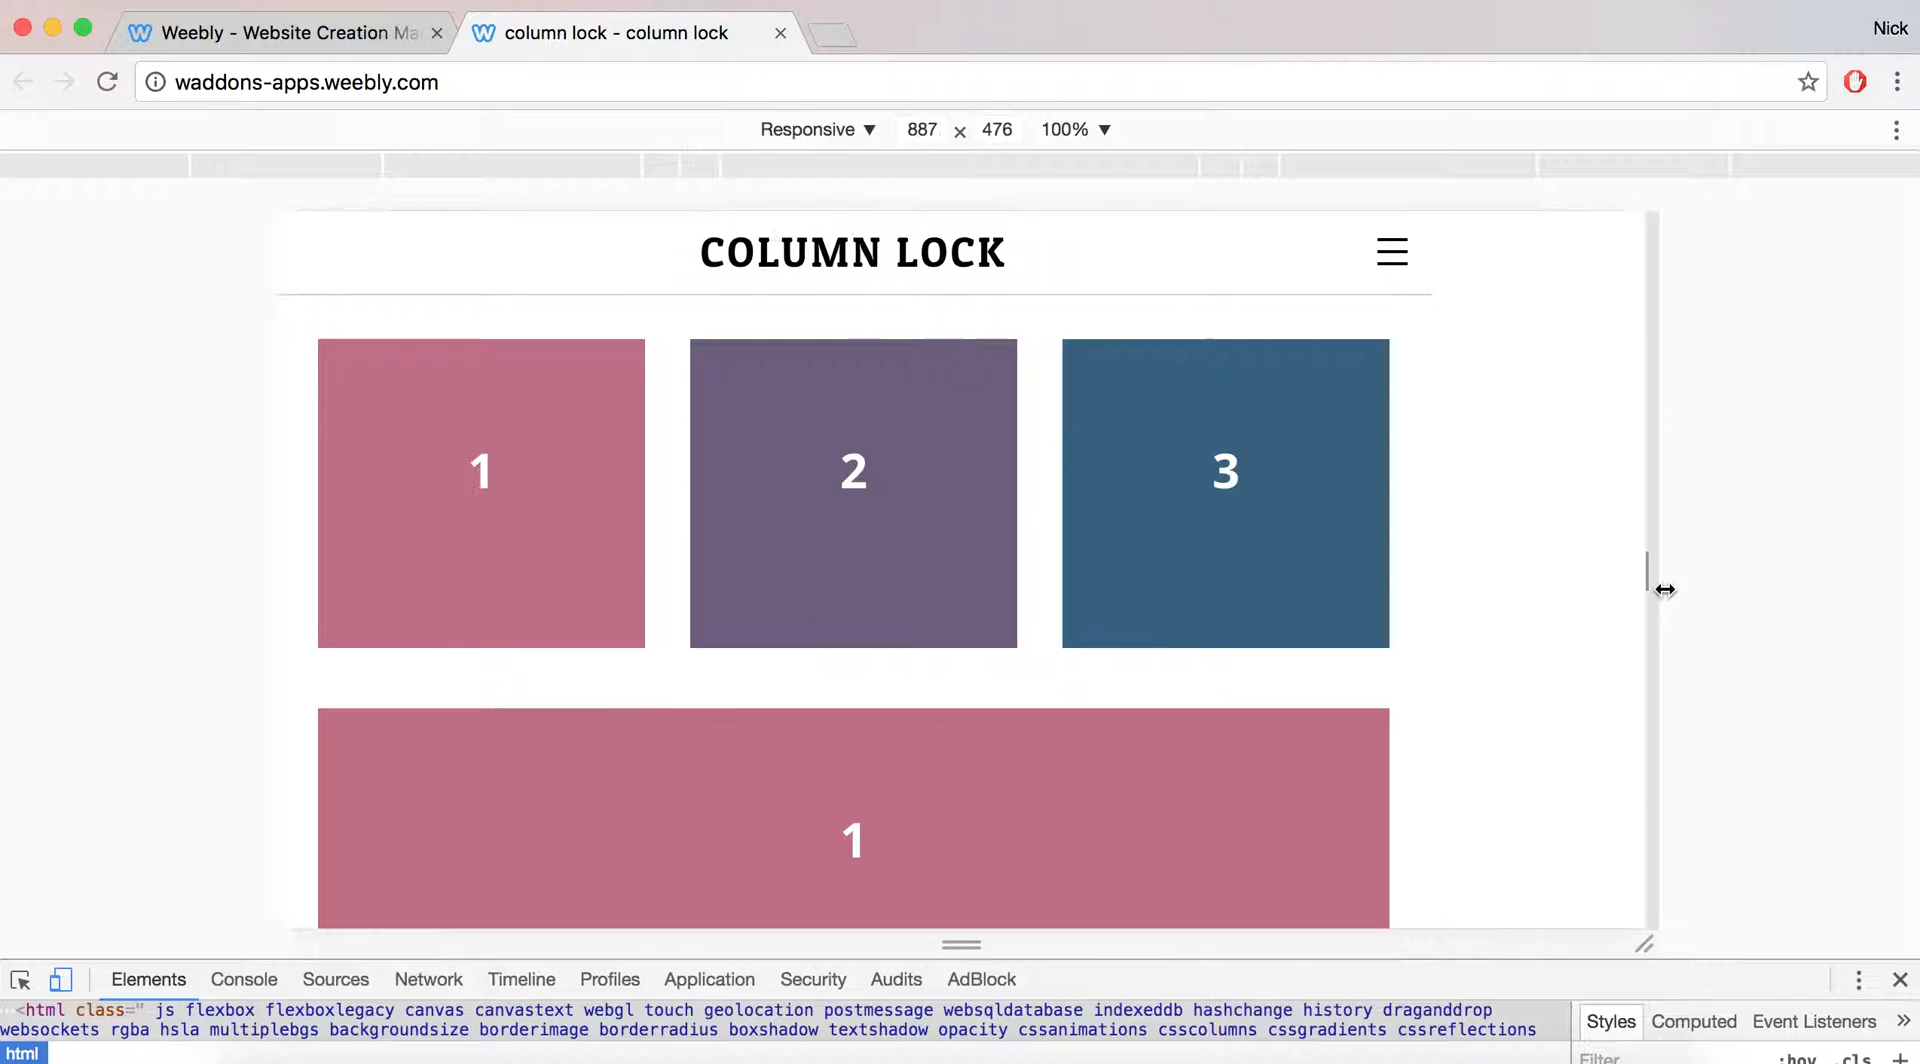 Weebly - Website Creation Ma
column lock - column lock
Nick
waddons-apps.weebly.com
Responsive ▼ 887 × 476 100% ▼
COLUMN LOCK
1 2 3
1
Elements Console Sources Network Timeline Profiles Application Security Audits AdBlock
<html class=" js flexbox flexboxlegacy canvas canvastext webgl touch geolocation postmessage websqldatabase indexeddb hashchange history draganddrop
websockets rgba hsla multiplebgs backgroundsize borderimage borderradius boxshadow textshadow opacity cssanimations csscolumns cssgradients cssreflections
html
Styles Computed Event Listeners »
Filter :hov .cls +